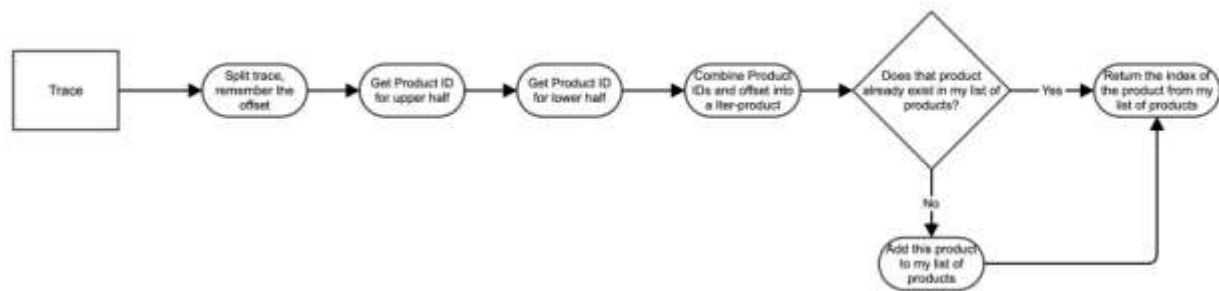 Trace
Split trace,
remember the
offset
Get Product ID
for upper half
Get Product ID
for lower half
Combine Product
IDs and offset into
a Iter-product
Does that product
already exist in my list of
products?
Yes
Return the index of
the product from my
list of products
No
Add this product
to my list of
products